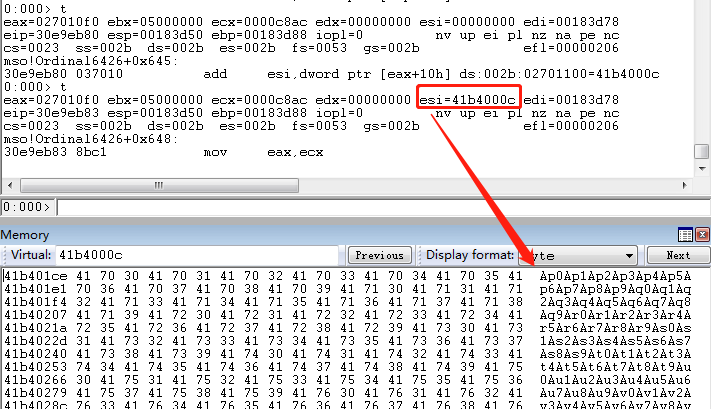 0:000> t
eax=027010f0 ebx=05000000 ecx=0000c8ac edx=00000000 esi=00000000 edi=00183d78
eip=30e9eb80 esp=00183d50 ebp=00183d88 iopl=0 nv up ei pl nz na pe nc
cs=0023 ss=002b ds=002b es=002b fs=0053 gs=002b efl=00000206
mso!Ordinal6426+0x645:
30e9eb80 037010 add esi,dword ptr [eax+10h] ds:002b:02701100=41b4000c
0:000> t
eax=027010f0 ebx=05000000 ecx=0000c8ac edx=00000000 esi=41b4000c edi=00183d78
eip=30e9eb83 esp=00183d50 ebp=00183d88 iopl=0 nv up ei pl nz na pe nc
cs=0023 ss=002b ds=002b es=002b fs=0053 gs=002b efl=00000206
mso!Ordinal6426+0x648:
30e9eb83 8bc1 mov eax,ecx
0:000>
Memory
Virtual: 41b4000c Previous Display format: Next
41b401ce 41 70 30 41 70 31 41 70 32 41 70 33 41 70 34 41 70 35 41 Ap0Ap1Ap2Ap3Ap4Ap5A
41b401e1 70 36 41 70 37 41 70 38 41 70 39 41 71 30 41 71 31 41 71 p6Ap7Ap8Ap9Aq0Aq1Aq
41b401f4 32 41 71 33 41 71 34 41 71 35 41 71 36 41 71 37 41 71 38 2Aq3Aq4Aq5Aq6Aq7Aq8
41b40207 41 71 39 41 72 30 41 72 31 41 72 32 41 72 33 41 72 34 41 Aq9Ar0Ar1Ar2Ar3Ar4A
41b4021a 72 35 41 72 36 41 72 37 41 72 38 41 72 39 41 73 30 41 73 r5Ar6Ar7Ar8Ar9As0As
41b4022d 31 41 73 32 41 73 33 41 73 34 41 73 35 41 73 36 41 73 37 1As2As3As4As5As6As7
41b40240 41 73 38 41 73 39 41 74 30 41 74 31 41 74 32 41 74 33 41 As8As9At0At1At2At3A
41b40253 74 34 41 74 35 41 74 36 41 74 37 41 74 38 41 74 39 41 75 t4At5At6At7At8At9Au
41b40266 30 41 75 31 41 75 32 41 75 33 41 75 34 41 75 35 41 75 36 0Au1Au2Au3Au4Au5Au6
41b40279 41 75 37 41 75 38 41 75 39 41 76 30 41 76 31 41 76 32 41 Au7Au8Au9Av0Av1Av2A
41b4028c 76 33 41 76 34 41 76 35 41 76 36 41 76 37 41 76 38 41 76 v3Av4Av5Av6Av7Av8Av